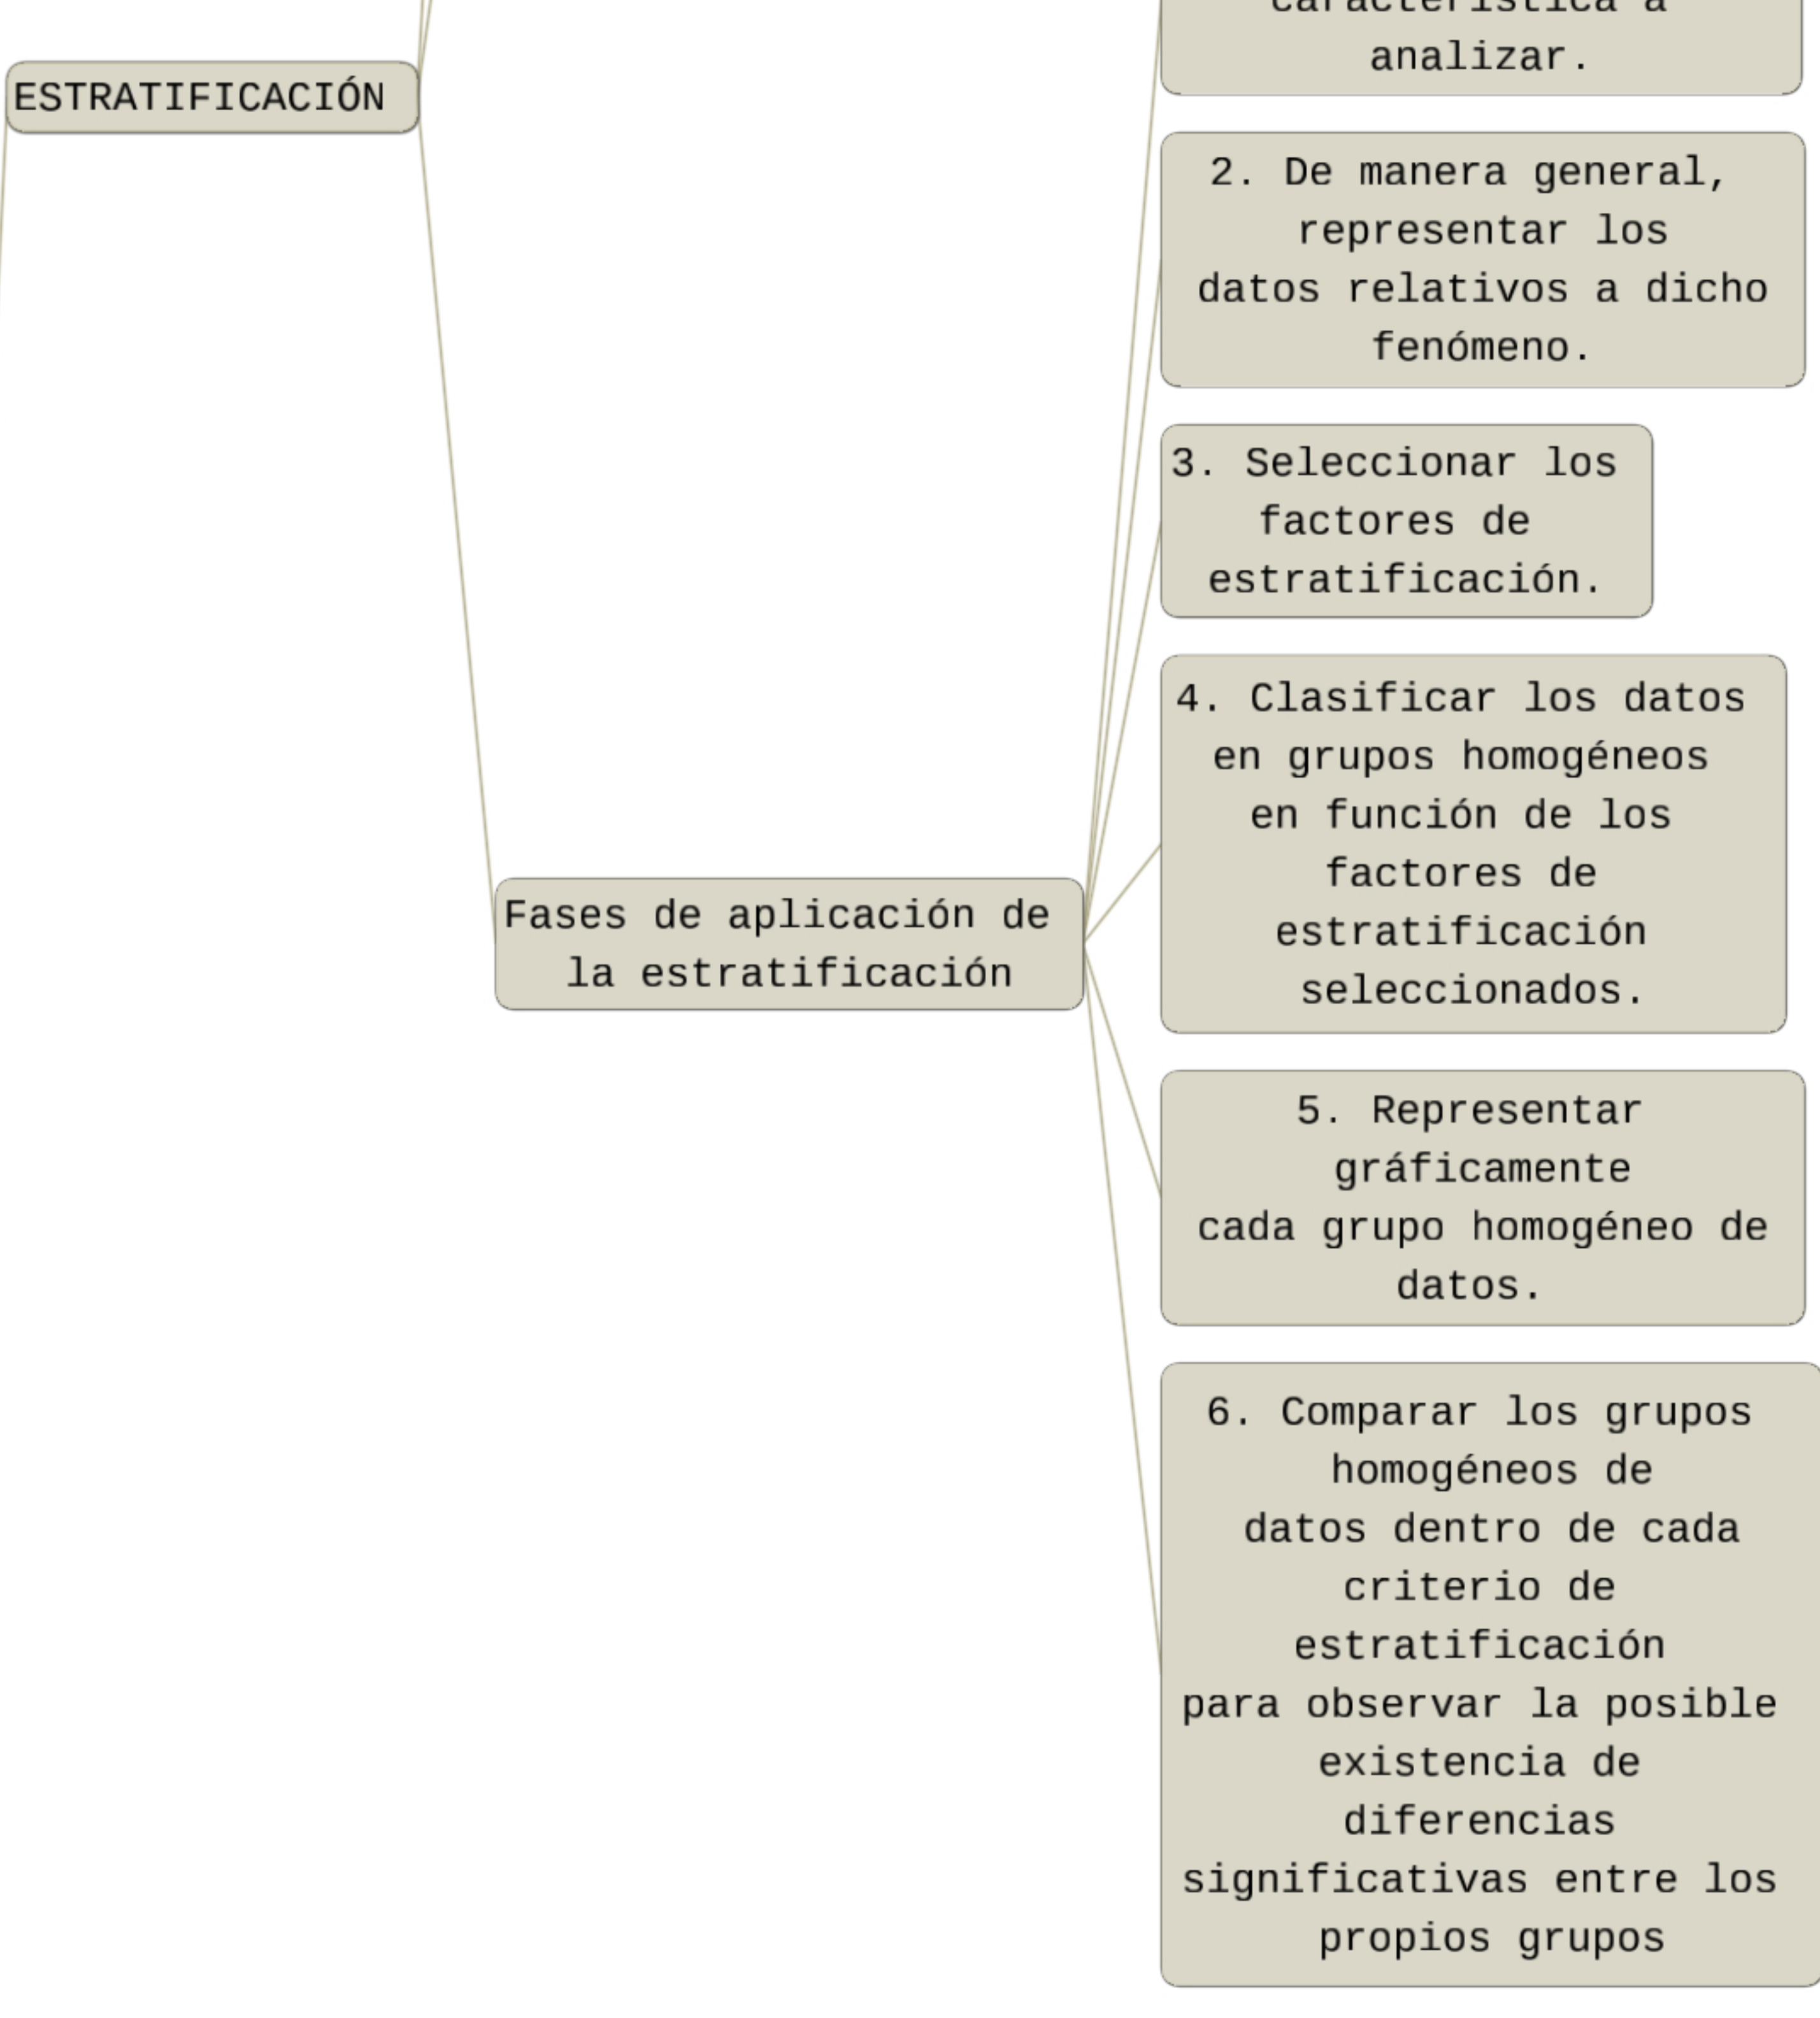 ESTRATIFICACIÓN
Fases de aplicación de
la estratificación
característica a
analizar.
2. De manera general,
representar los
datos relativos a dicho
fenómeno.
3. Seleccionar los
factores de
estratificación.
4. Clasificar los datos
en grupos homogéneos
en función de los
factores de
estratificación
seleccionados.
5. Representar
gráficamente
cada grupo homogéneo de
datos.
6. Comparar los grupos
homogéneos de
datos dentro de cada
criterio de
estratificación
para observar la posible
existencia de
diferencias
significativas entre los
propios grupos